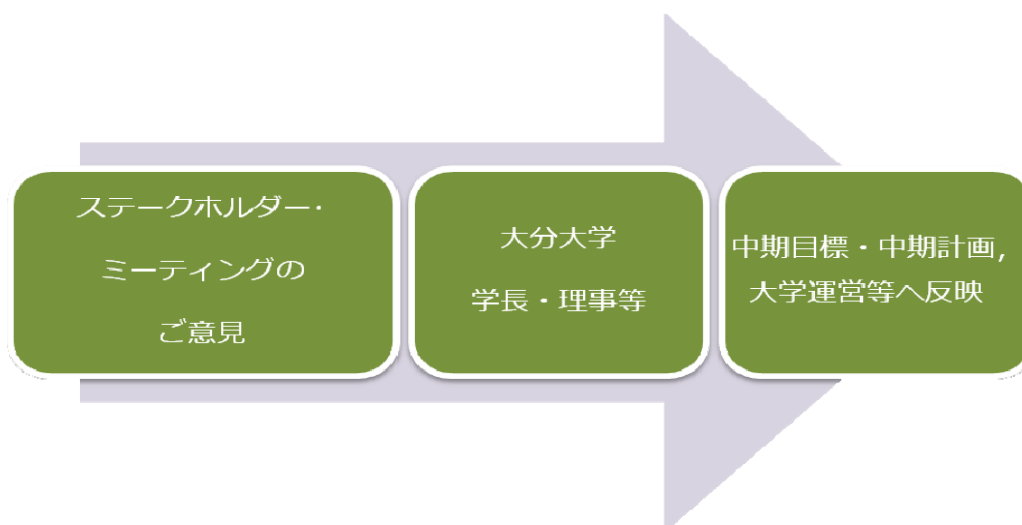 ステークホルダー・
ミーティングの
ご意見
大分大学
学長・理事等
中期目標・中期計画,
大学運営等へ反映